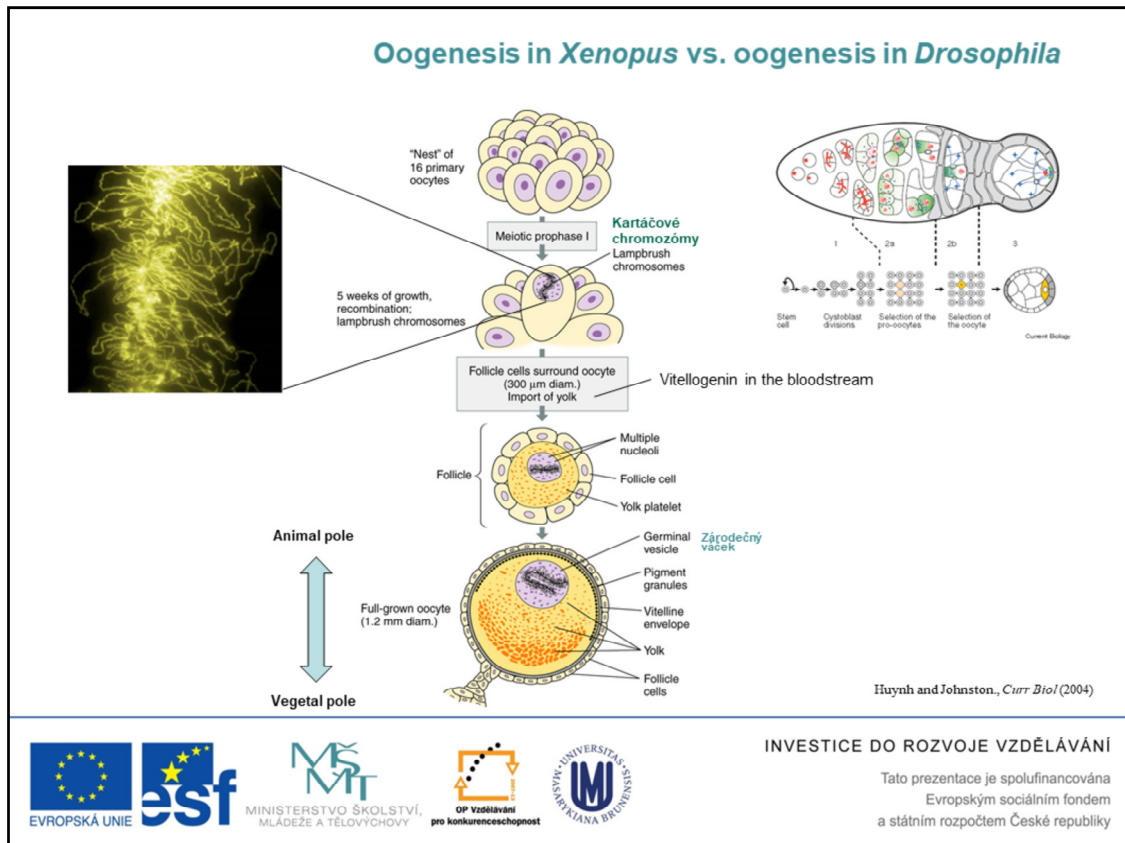 Oogenesis in Xenopus vs. oogenesis in Drosophila
"Nest" of
16 primary
oocytes
Meiotic prophase I
Kartáčové
chromozómy
Lampbrush
chromosomes
5 weeks of growth,
recombination;
lampbrush chromosomes
Follicle cells surround oocyte
(300 μm diam.)
Import of yolk
Vitellogenin in the bloodstream
Follicle
Multiple
nucleoli
Follicle cell
Yolk platelet
Animal pole
Vegetal pole
Full-grown oocyte
(1.2 mm diam.)
Germinal
vesicle
Zárodečný
váček
Pigment
granules
Vitelline
envelope
Yolk
Follicle
cells
1 2a 2b 3
Stem
cell
Cystoblast
divisions
Selection of the
pro-oocytes
Selection of
the oocyte
Current Biology
Huynh and Johnston., Curr Biol (2004)
EVROPSKÁ UNIE
esf
MŠMT
MINISTERSTVO ŠKOLSTVÍ,
MLÁDEŽE A TĚLOVÝCHOVY
OP Vzdělávání
pro konkurenceschopnost
UNIVERSITAS
MASARYKIANA BRUNENSIS
INVESTICE DO ROZVOJE VZDĚLÁVÁNÍ
Tato prezentace je spolufinancována
Evropským sociálním fondem
a státním rozpočtem České republiky